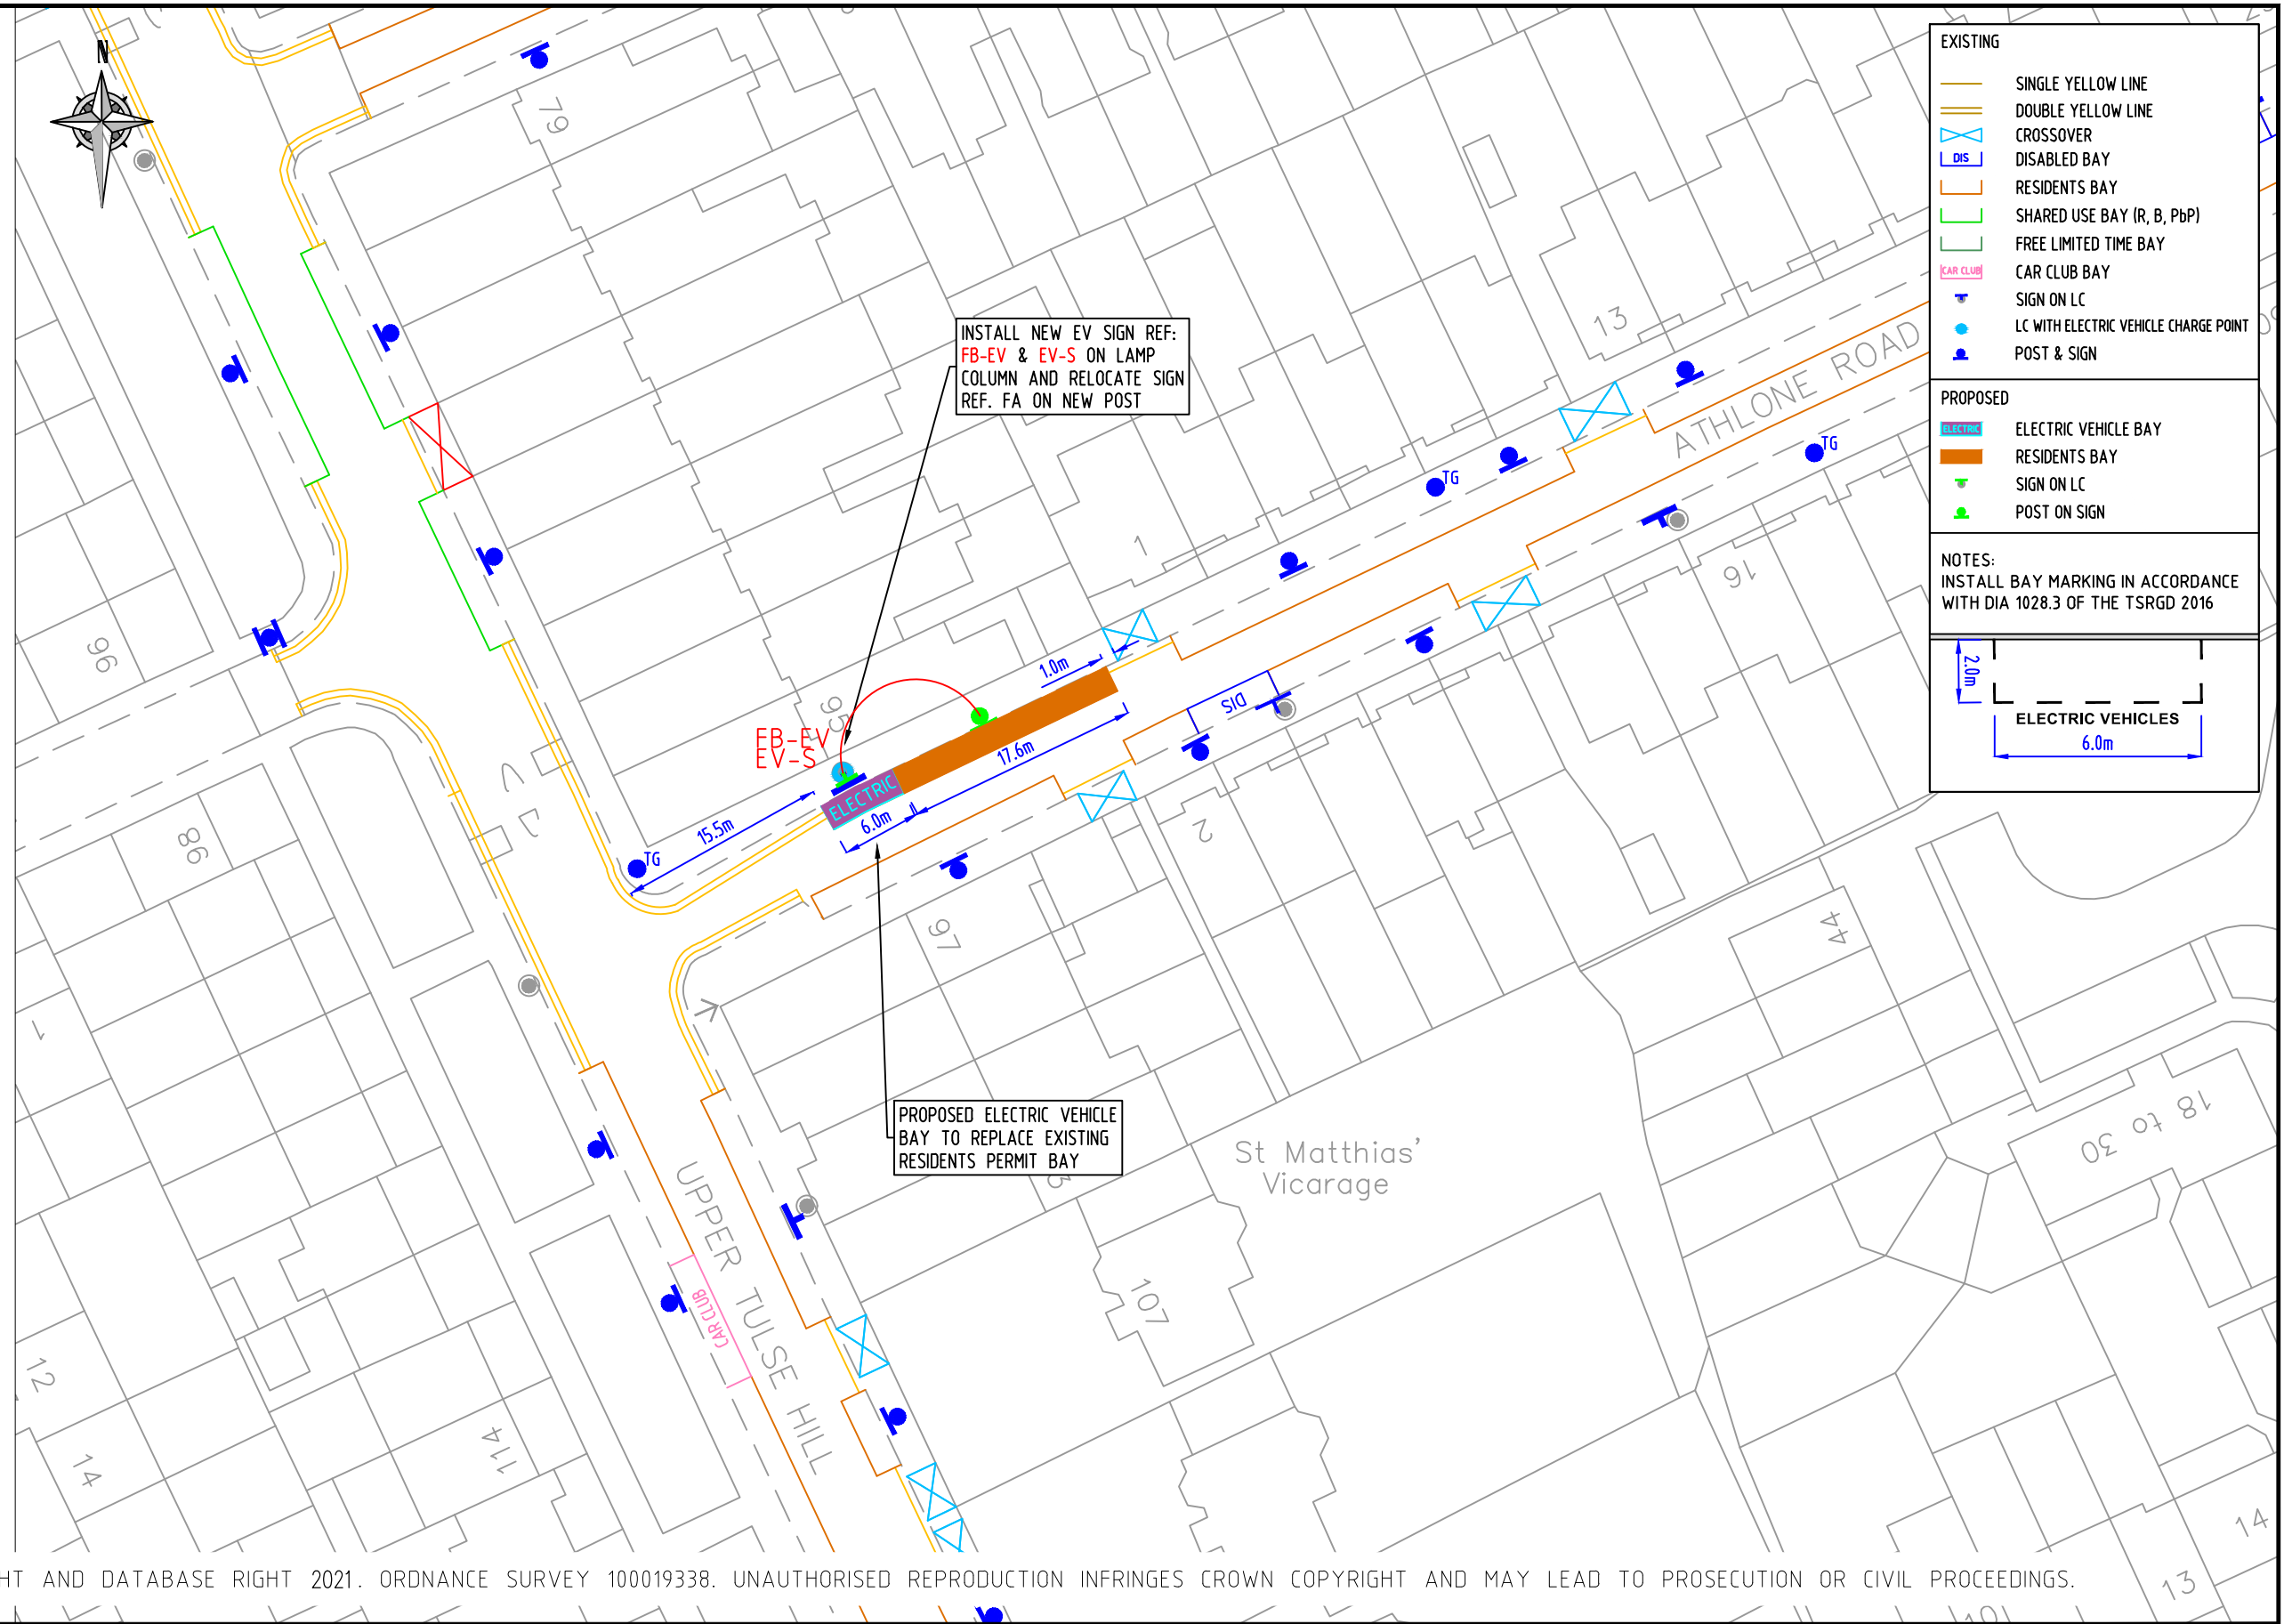 N
79
96
98
1
12
14
114
95
97
107
1
2
13
16
44
18 to 30
14
13
INSTALL NEW EV SIGN REF:
FB-EV & EV-S ON LAMP
COLUMN AND RELOCATE SIGN
REF. FA ON NEW POST
FB-EV
EV-S
ELECTRIC
15.5m
6.0m
17.6m
1.0m
TG
TG
TG
DIS
ATHLONE ROAD
UPPER TULSE HILL
CAR CLUB
PROPOSED ELECTRIC VEHICLE
BAY TO REPLACE EXISTING
RESIDENTS PERMIT BAY
St Matthias'
Vicarage
EXISTING
SINGLE YELLOW LINE
DOUBLE YELLOW LINE
CROSSOVER
DIS DISABLED BAY
RESIDENTS BAY
SHARED USE BAY (R, B, PbP)
FREE LIMITED TIME BAY
CAR CLUB CAR CLUB BAY
SIGN ON LC
LC WITH ELECTRIC VEHICLE CHARGE POINT
POST & SIGN
PROPOSED
ELECTRIC ELECTRIC VEHICLE BAY
RESIDENTS BAY
SIGN ON LC
POST ON SIGN
NOTES:
INSTALL BAY MARKING IN ACCORDANCE
WITH DIA 1028.3 OF THE TSRGD 2016
2.0m
ELECTRIC VEHICLES
6.0m
HT AND DATABASE RIGHT 2021. ORDNANCE SURVEY 100019338. UNAUTHORISED REPRODUCTION INFRINGES CROWN COPYRIGHT AND MAY LEAD TO PROSECUTION OR CIVIL PROCEEDINGS.